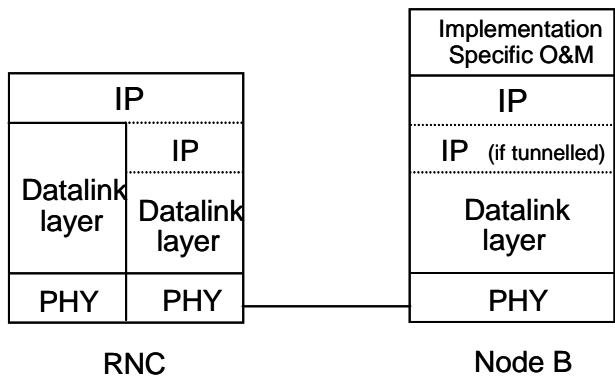 IP
IP
Datalink
layer
Datalink
layer
PHY
PHY
RNC
Implementation
Specific O&M
IP
IP (if tunnelled)
Datalink
layer
PHY
Node B